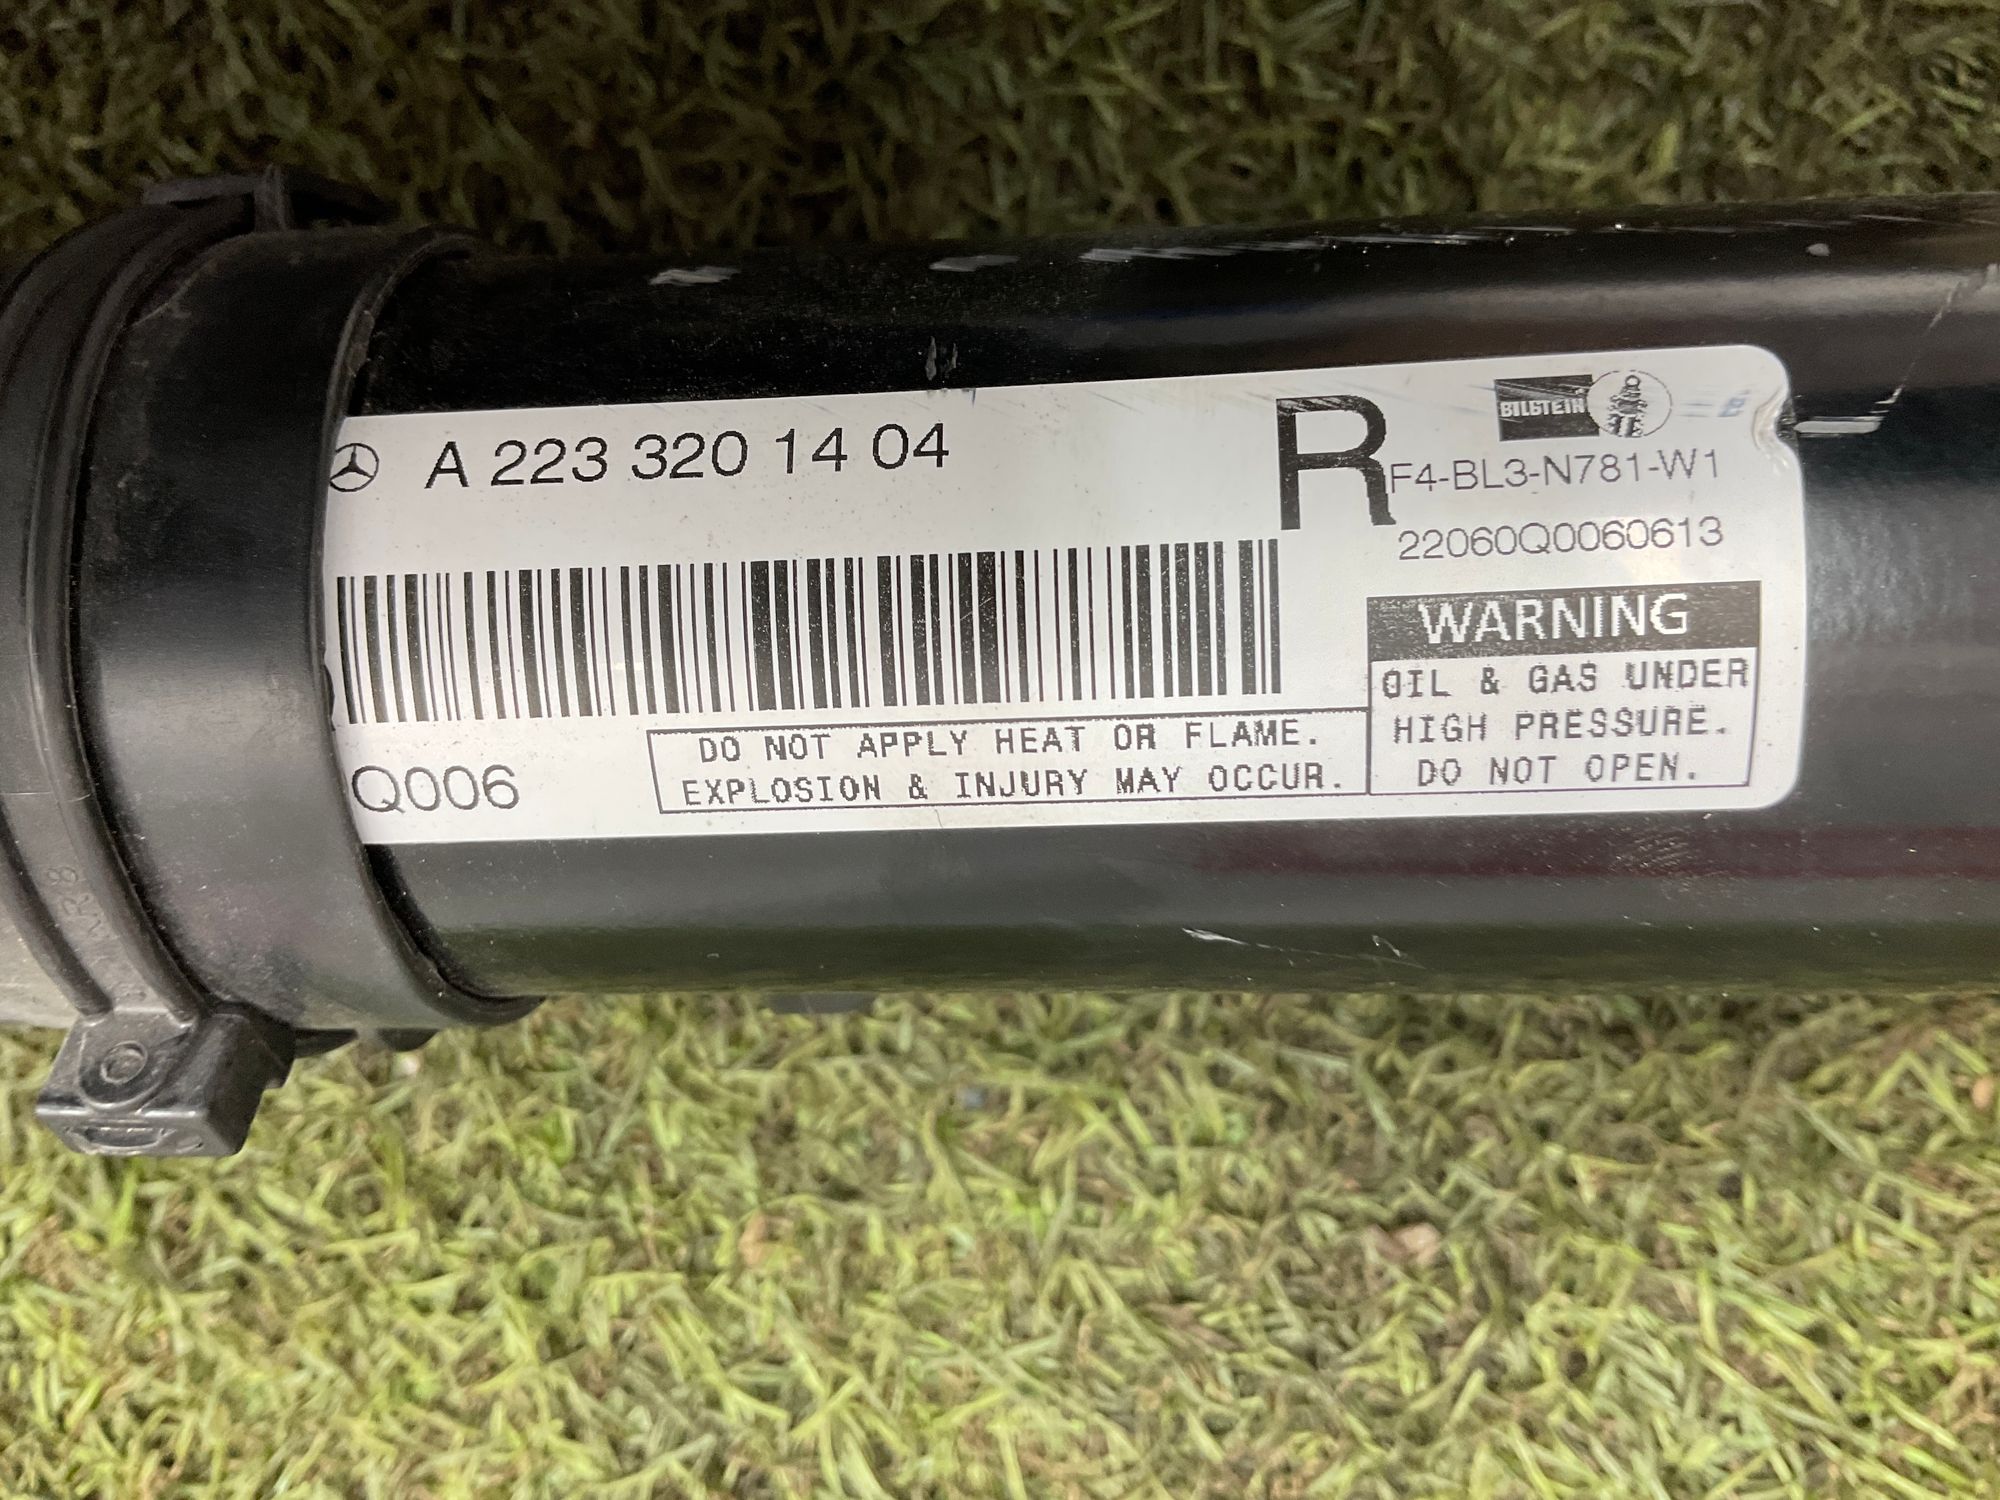 A 223 320 14 04
R
BILSTEIN
F4-BL3-N781-W1
22060Q0060613
WARNING
OIL & GAS UNDER
HIGH PRESSURE.
DO NOT OPEN.
DO NOT APPLY HEAT OR FLAME.
EXPLOSION & INJURY MAY OCCUR.
Q006